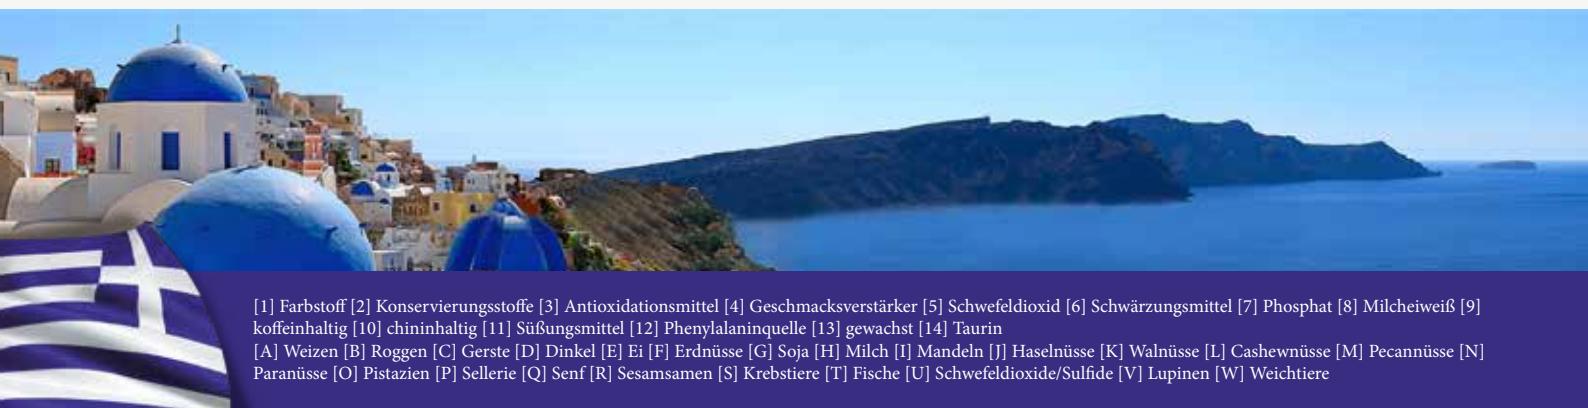 [1] Farbstoff [2] Konservierungsstoffe [3] Antioxidationsmittel [4] Geschmacksverstärker [5] Schwefeldioxid [6] Schwärzungsmittel [7] Phosphat [8] Milcheiweiß [9]
koffeinhaltig [10] chininhaltig [11] Süßungsmittel [12] Phenylalaninquelle [13] gewachst [14] Taurin
[A] Weizen [B] Roggen [C] Gerste [D] Dinkel [E] Ei [F] Erdnüsse [G] Soja [H] Milch [I] Mandeln [J] Haselnüsse [K] Walnüsse [L] Cashewnüsse [M] Pecannüsse [N]
Paranüsse [O] Pistazien [P] Sellerie [Q] Senf [R] Sesamsamen [S] Krebstiere [T] Fische [U] Schwefeldioxide/Sulfide [V] Lupinen [W] Weichtiere